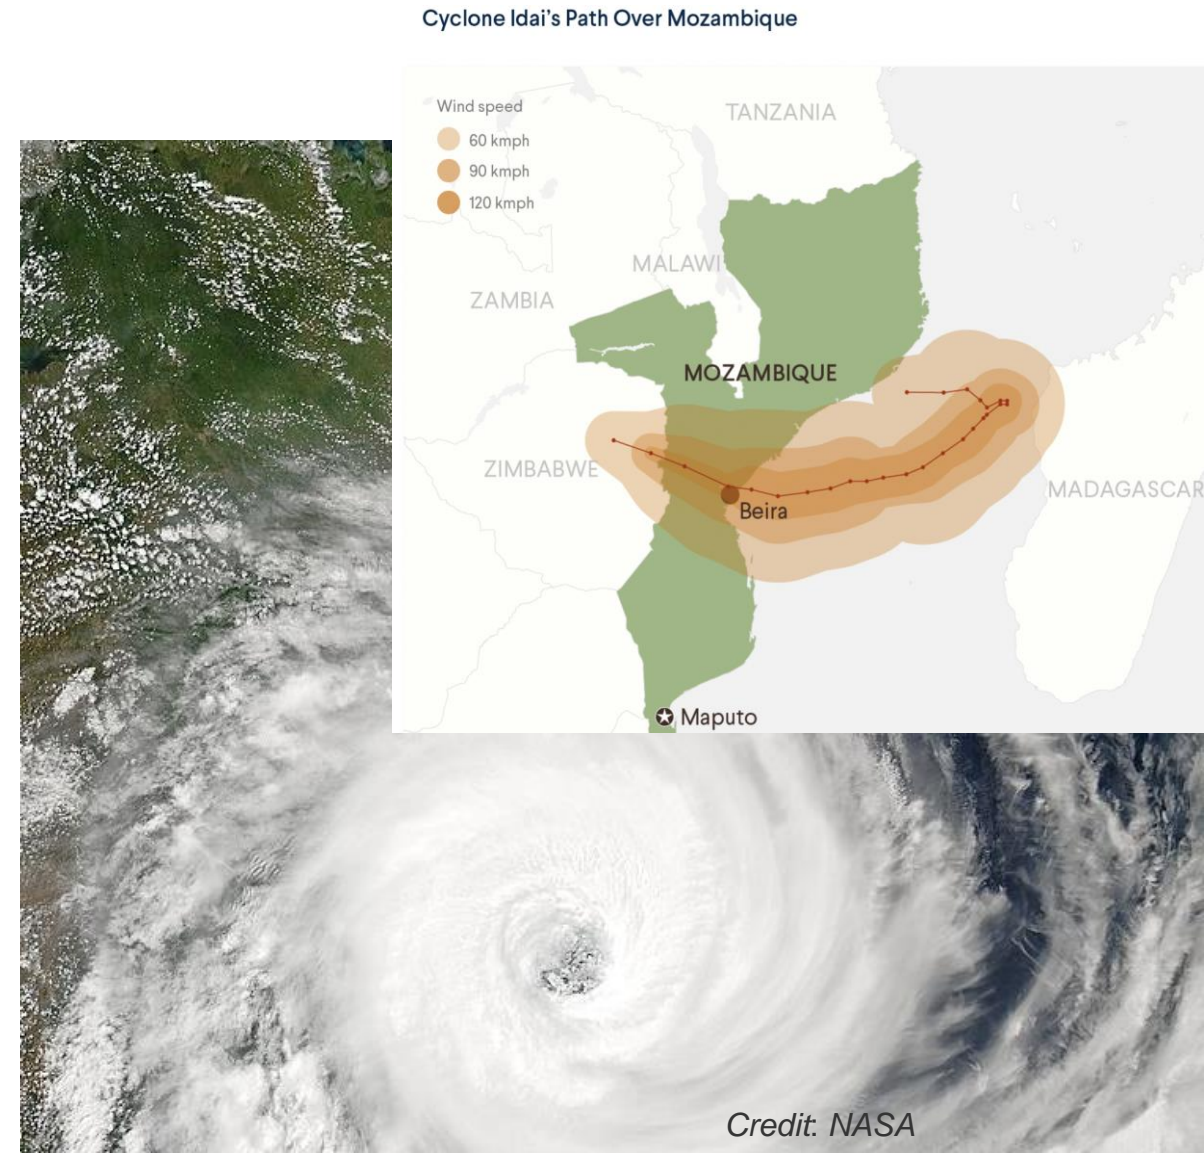 Cyclone Idai's Path Over Mozambique
Wind speed
60 kmph
90 kmph
120 kmph
TANZANIA
MALAWI
ZAMBIA
MOZAMBIQUE
ZIMBABWE
MADAGASCAR
Beira
Maputo
Credit: NASA